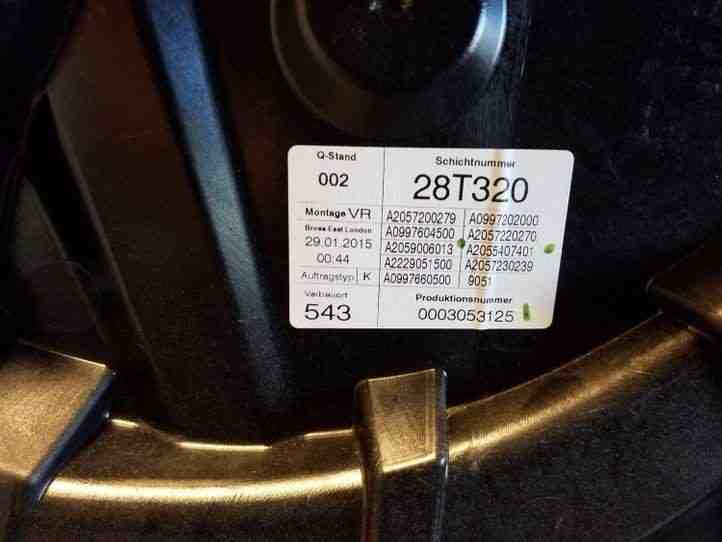 Q-Stand
002
Schichtnummer
28T320
Montage VR
Brose East London
29.01.2015
00:44
Auftragstyp K
A2057200279 A0997202000
A0997604500 A2057220270
A2059006013 A2055407401
A2229051500 A2057230239
A0997660500 9051
Verbauort
543
Produktionsnummer
0003053125